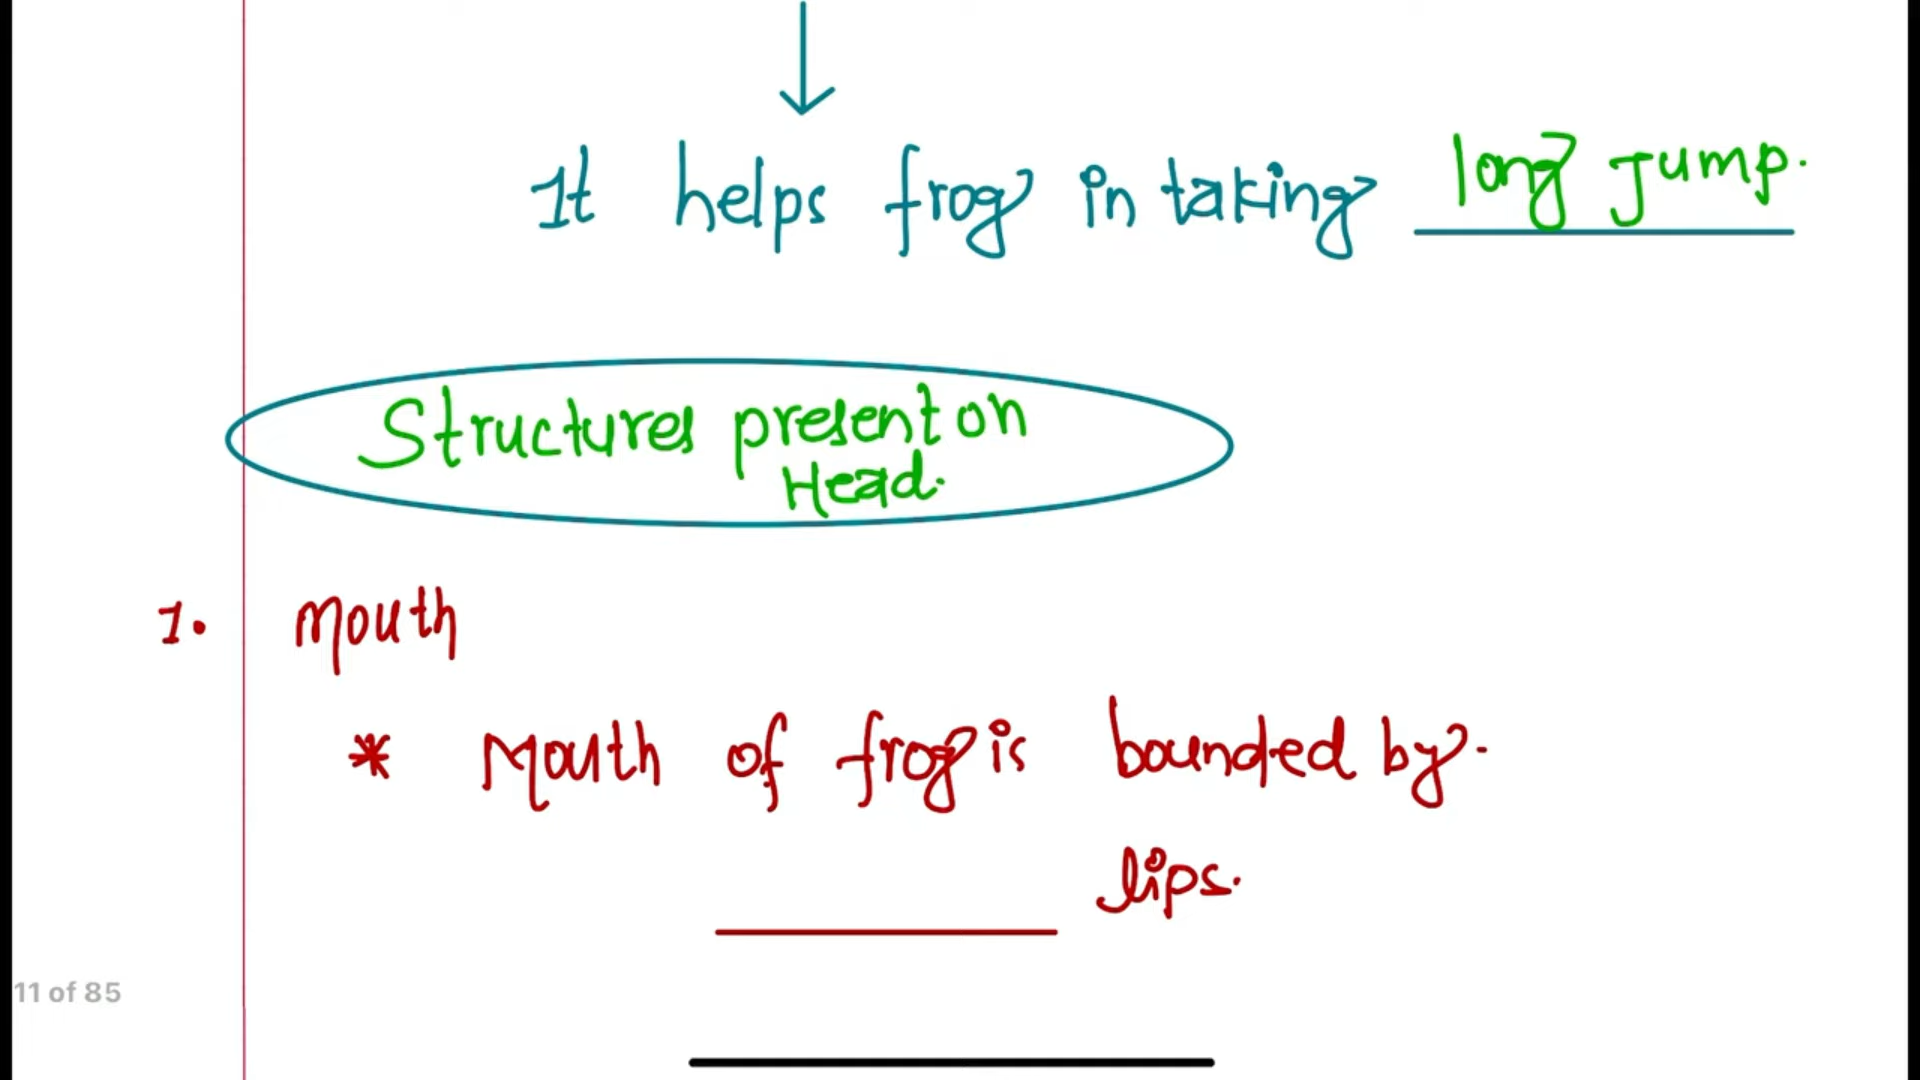 It helps frog in taking long Jump.
Structures present on
Head.
1. Mouth
* Mouth of frog is bounded by.
lips.
11 of 85